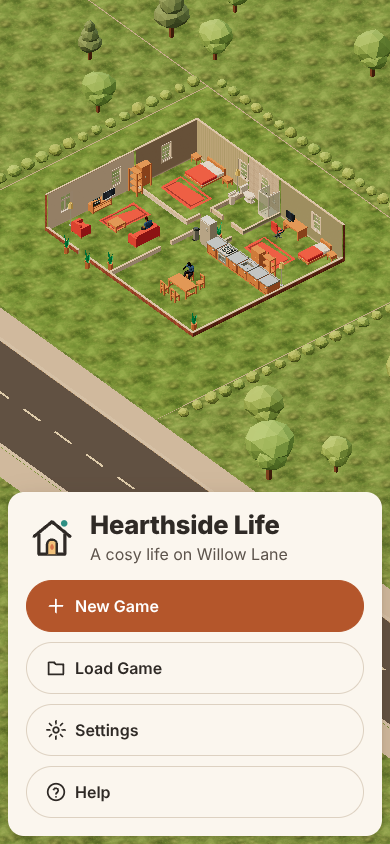 Hearthside Life
A cosy life on Willow Lane
New Game
Load Game
Settings
Help